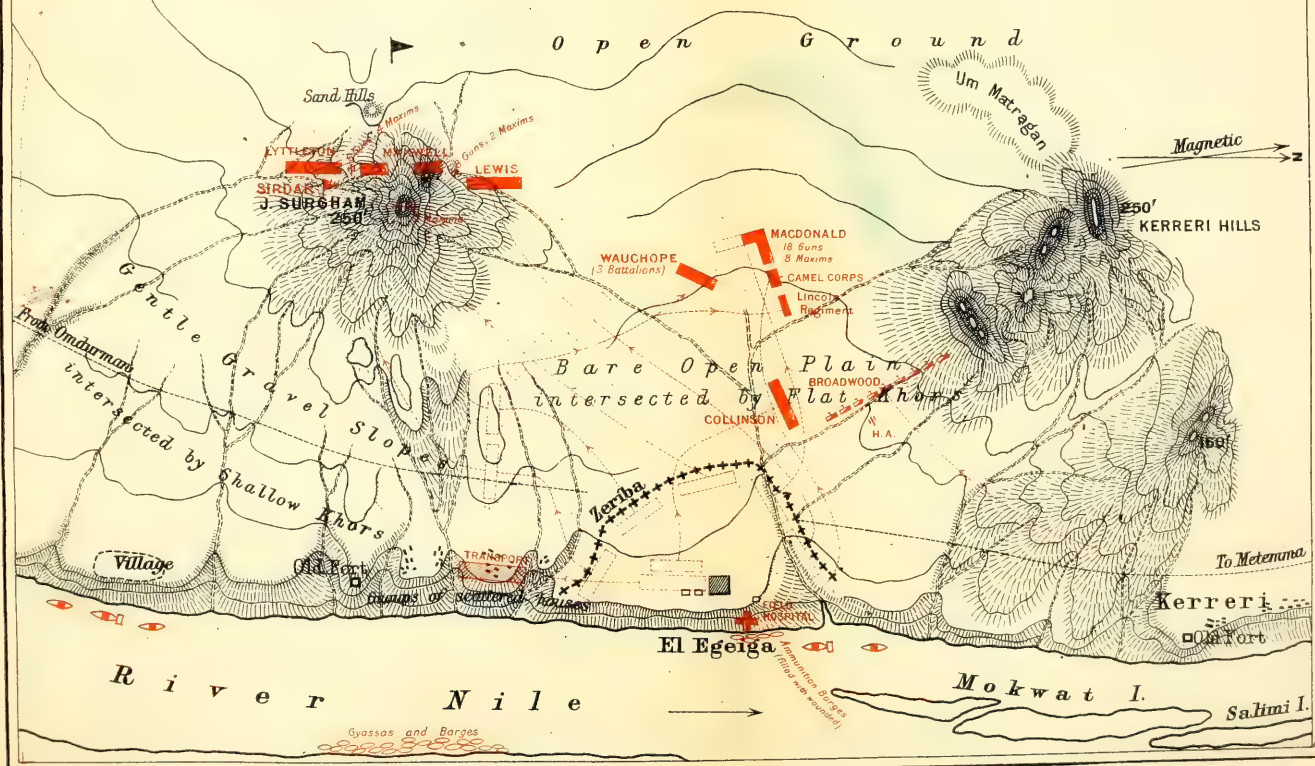 Open Ground
Um Matragan
Sand Hills
Magnetic
N
LYTTLETON
4 Maxims
MAXWELL
8 Guns, 2 Maxims
LEWIS
SIRDAR
J. SURGHAM
250'
Maxims
250'
KERRERI HILLS
MACDONALD
18 Guns
8 Maxims
WAUCHOPE
(3 Battalions)
CAMEL CORPS
Lincoln
Regiment
Gentle Gravel Slopes
intersected by Shallow Khors
From Omdurman
Bare Open Plain
intersected by Flat Khors
BROADWOOD
COLLINSON
H.A.
160'
Zeriba
Village
Old Fort
TRANSPORT
Groups of scattered houses
To Metemma
Kerreri
Old Fort
FIELD
HOSPITAL
El Egeiga
Ammunition Barges
(filled with wounded)
River Nile
Mokwat I.
Salimi I.
Gyassas and Barges